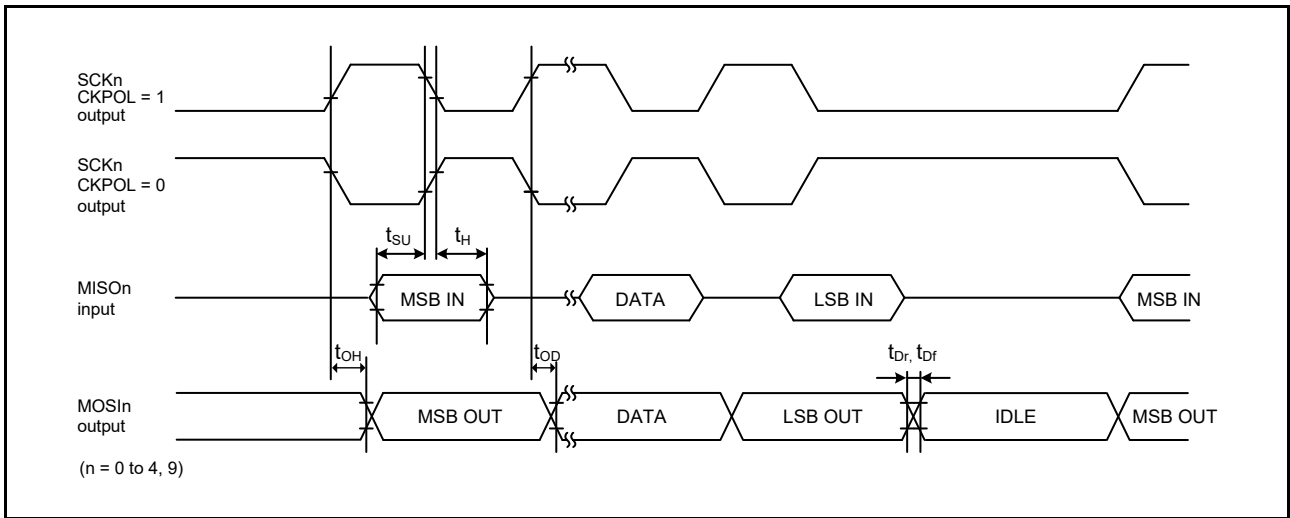 SCKn
CKPOL = 1
output
SCKn
CKPOL = 0
output
tSU
tH
MISOn
input
MSB IN
DATA
LSB IN
MSB IN
tOH
tOD
tDr, tDf
MOSIn
output
MSB OUT
DATA
LSB OUT
IDLE
MSB OUT
(n = 0 to 4, 9)